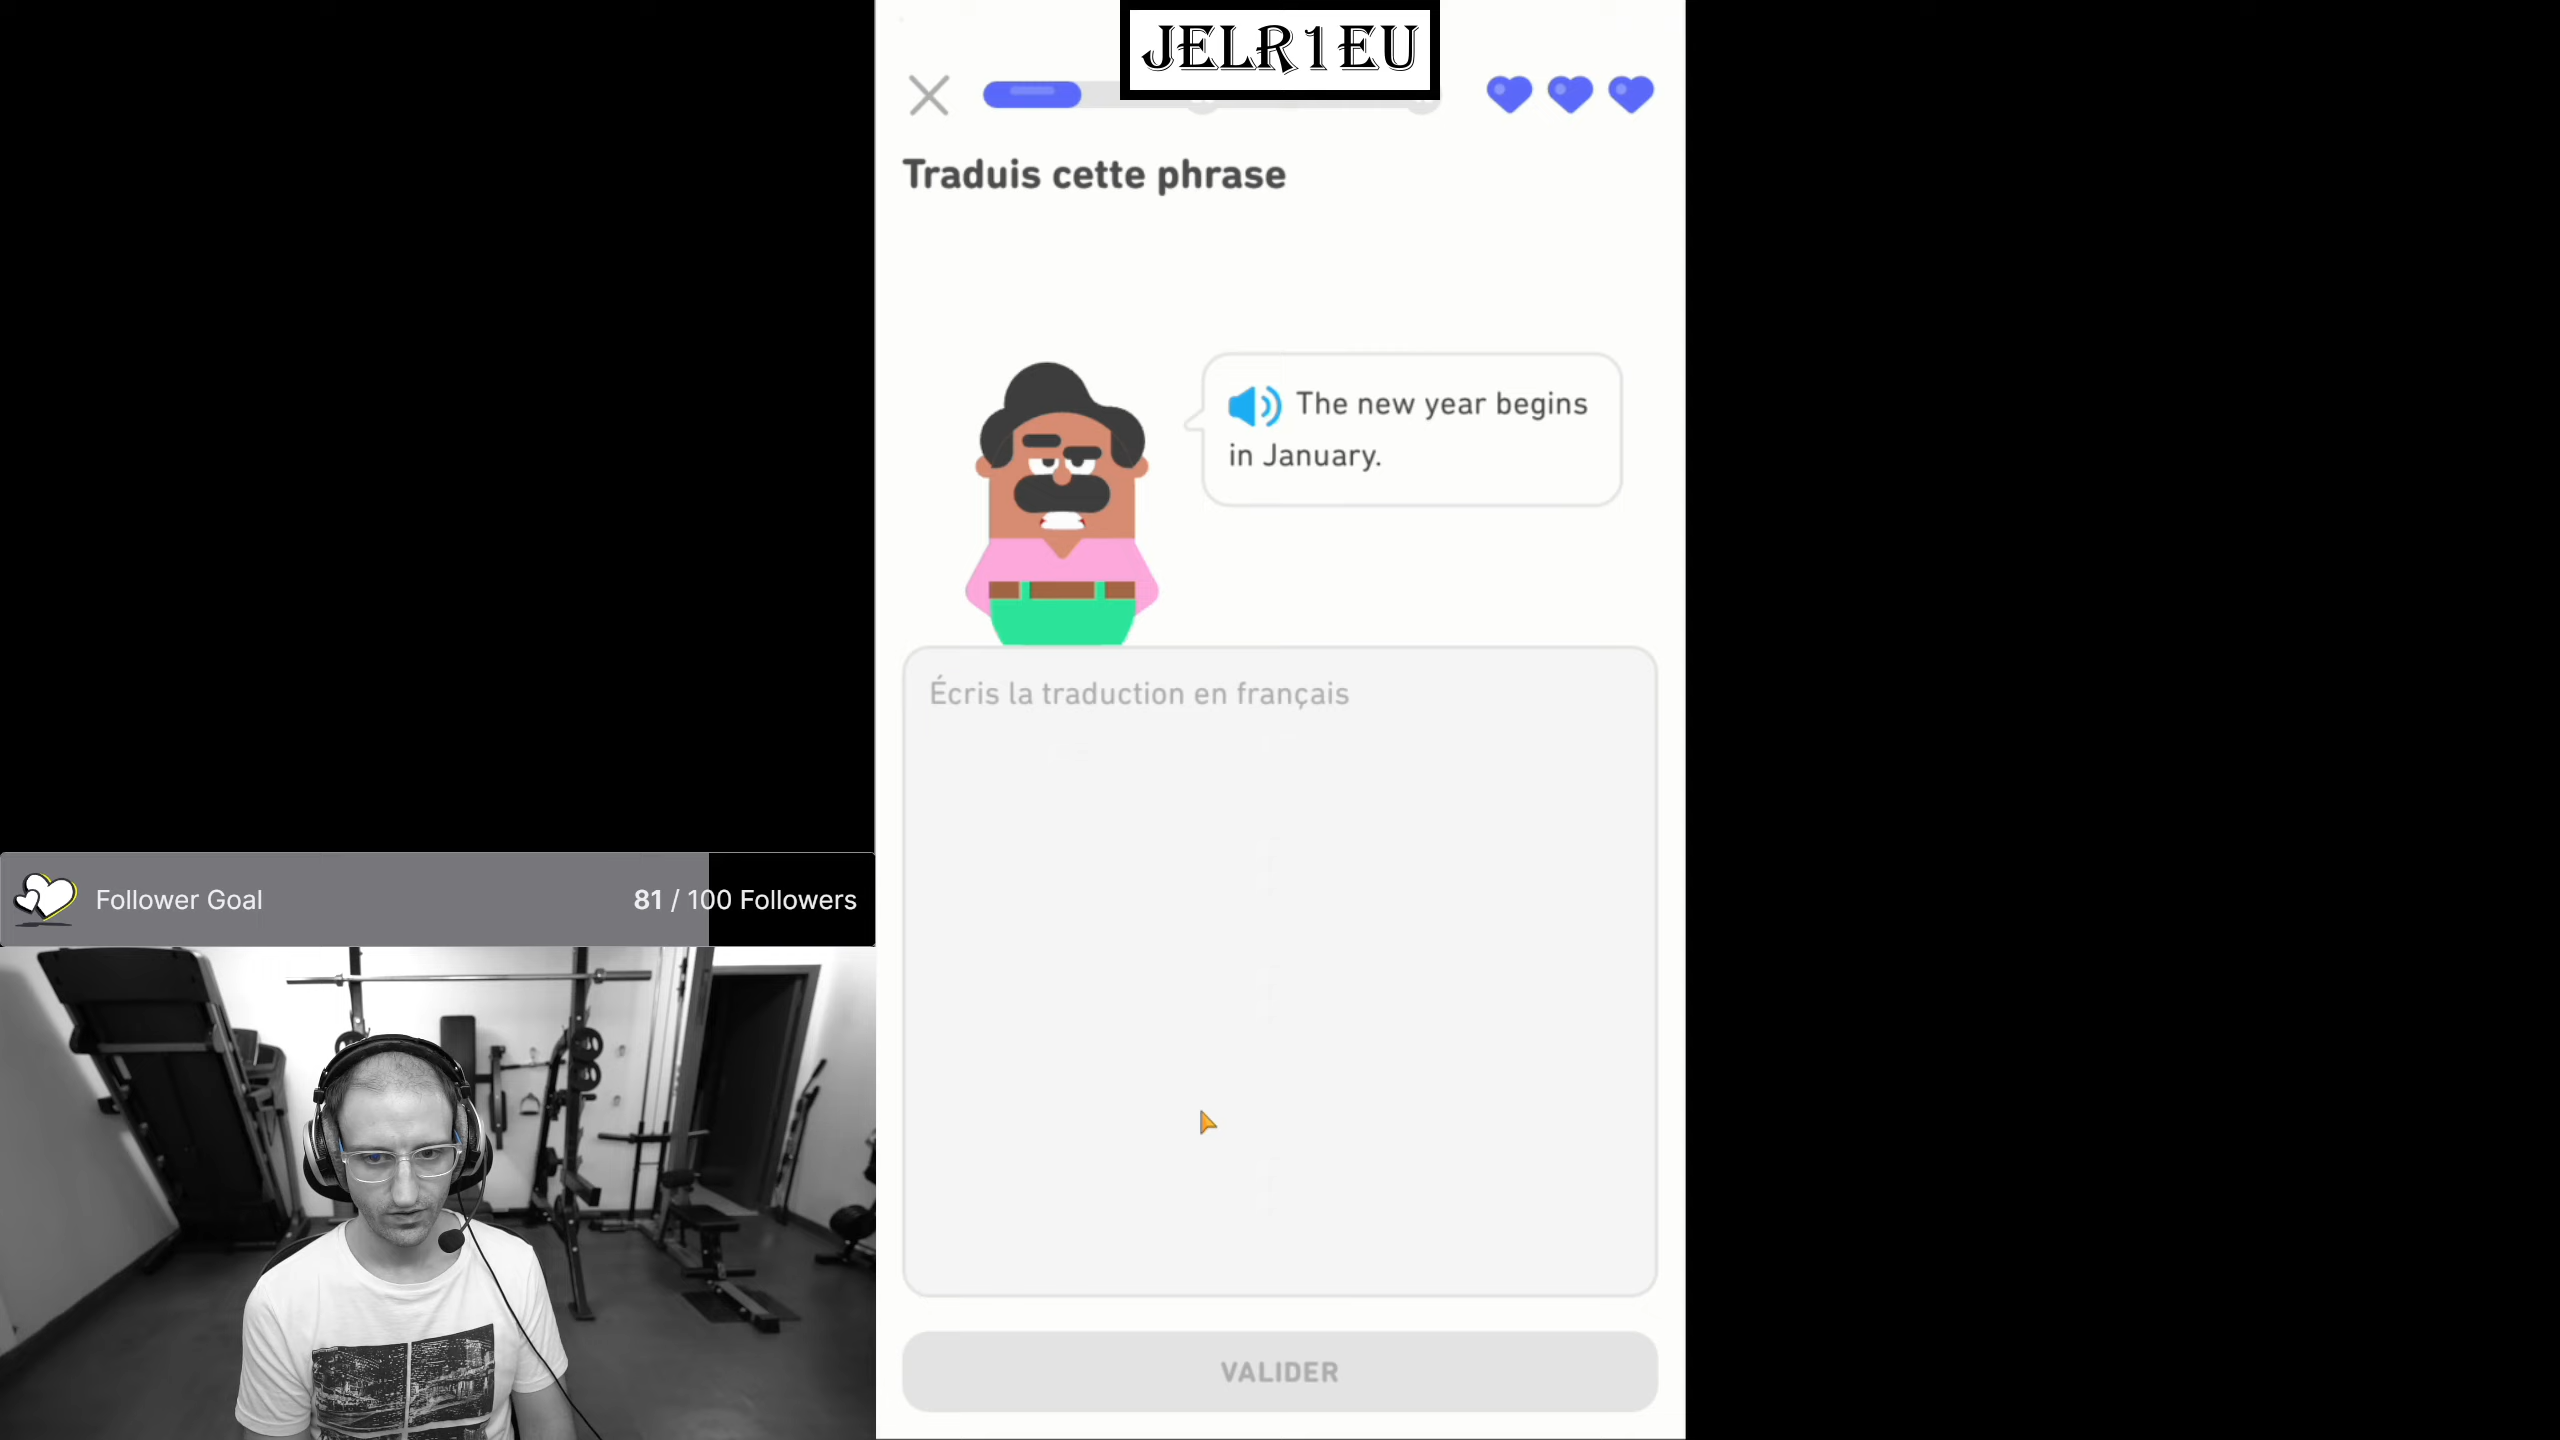 JELR1EU
Traduis cette phrase
The new year begins
in January.
Écris la traduction en français
Follower Goal
81 / 100 Followers
VALIDER